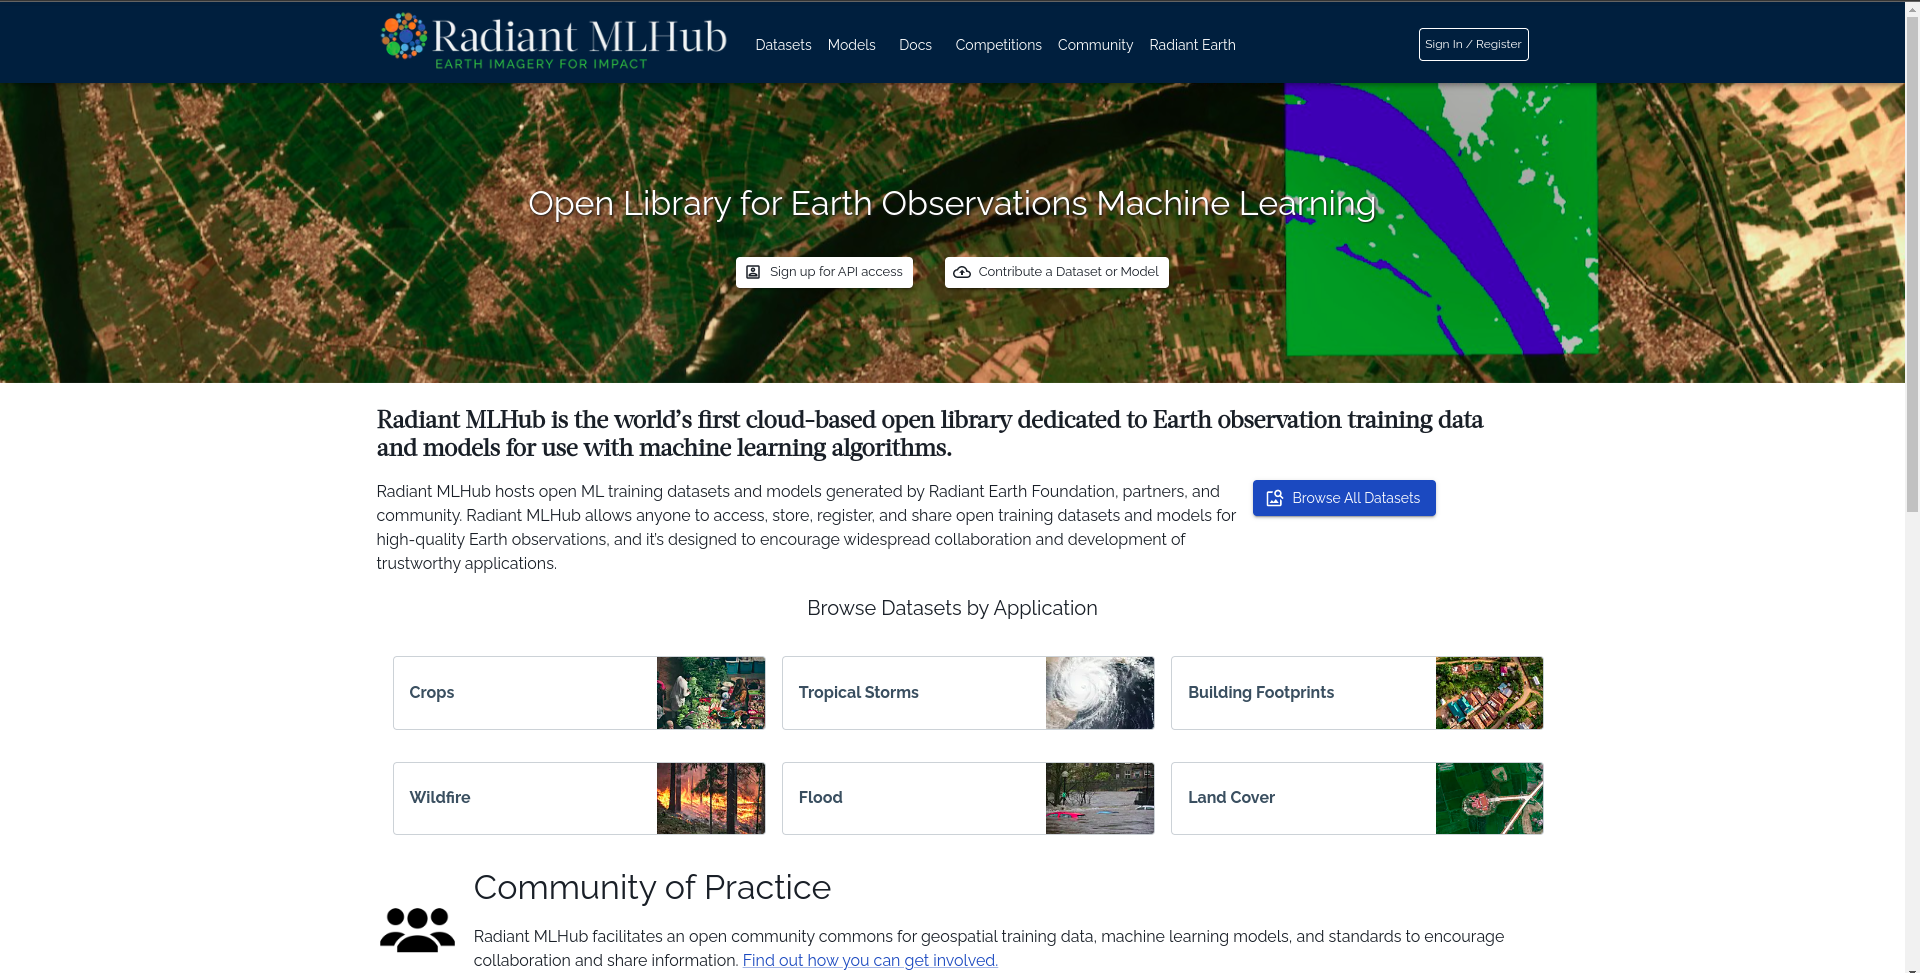 Radiant MLHub
EARTH IMAGERY FOR IMPACT
Datasets Models Docs Competitions Community Radiant Earth
Sign In / Register
Open Library for Earth Observations Machine Learning
Sign up for API access
Contribute a Dataset or Model
Radiant MLHub is the world’s first cloud-based open library dedicated to Earth observation training data
and models for use with machine learning algorithms.
Radiant MLHub hosts open ML training datasets and models generated by Radiant Earth Foundation, partners, and
community. Radiant MLHub allows anyone to access, store, register, and share open training datasets and models for
high-quality Earth observations, and it’s designed to encourage widespread collaboration and development of
trustworthy applications.
Browse All Datasets
Browse Datasets by Application
Crops
Tropical Storms
Building Footprints
Wildfire
Flood
Land Cover
Community of Practice
Radiant MLHub facilitates an open community commons for geospatial training data, machine learning models, and standards to encourage
collaboration and share information. Find out how you can get involved.